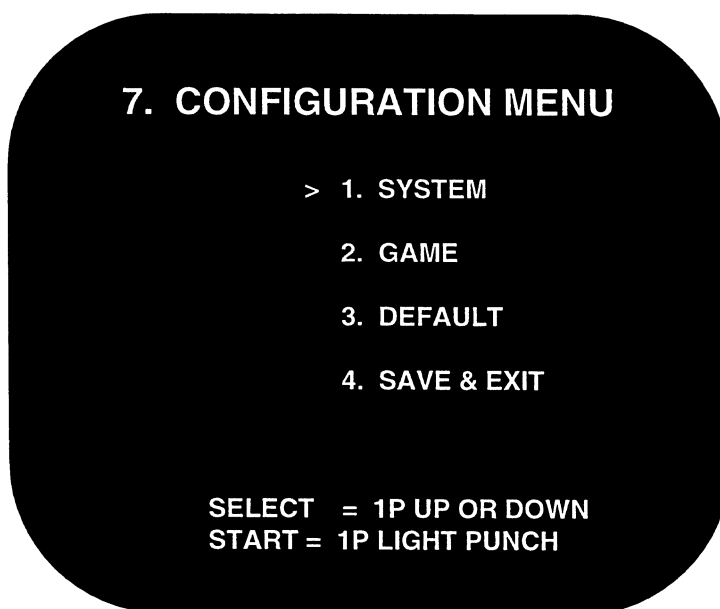 7. CONFIGURATION MENU
> 1. SYSTEM
2. GAME
3. DEFAULT
4. SAVE & EXIT
SELECT = 1P UP OR DOWN
START = 1P LIGHT PUNCH